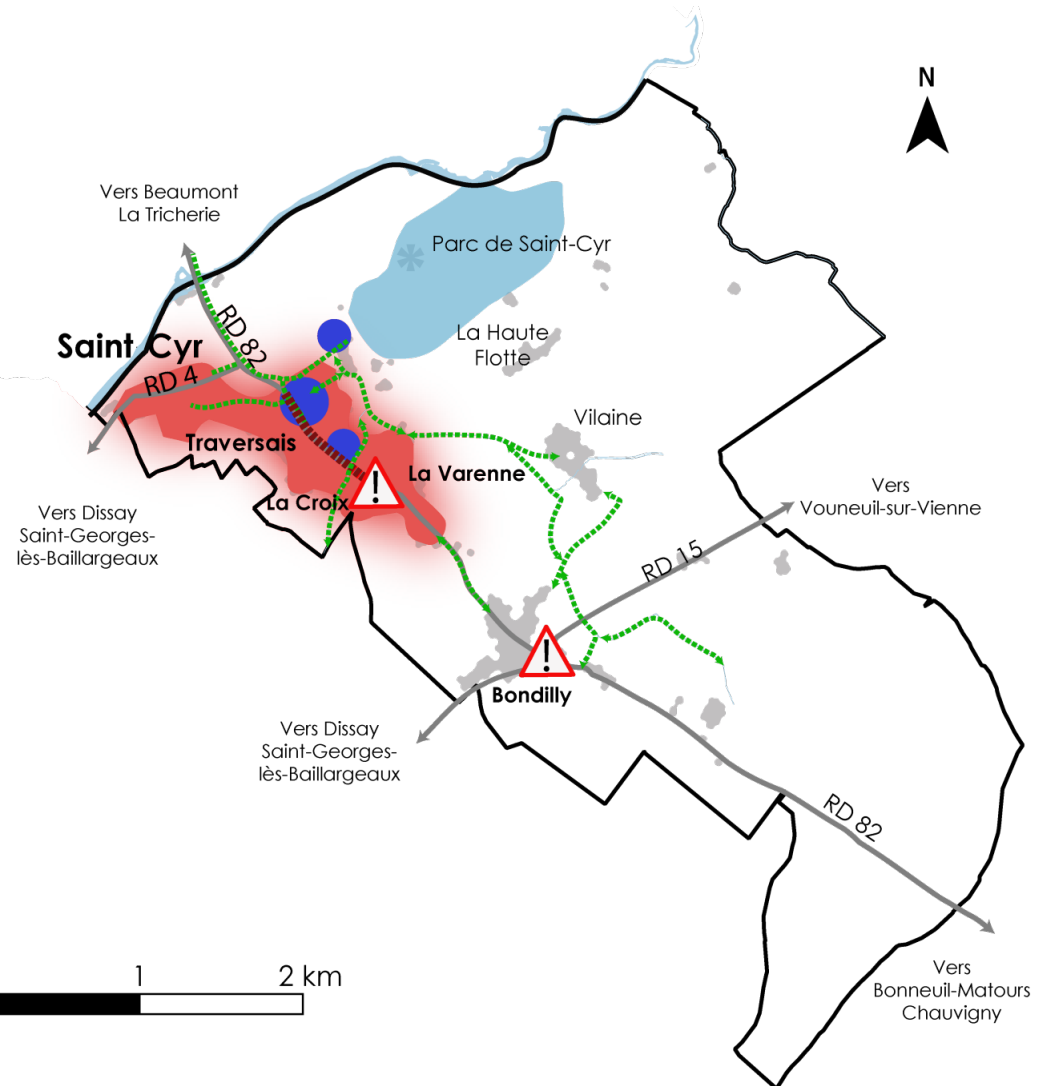 N
Vers Beaumont
La Tricherie
Parc de Saint-Cyr
RD 82
Saint Cyr
La Haute
Flotte
RD 4
Vilaine
Traversais
La Varenne
La Croix
!
Vers
Vouneuil-sur-Vienne
Vers Dissay
Saint-Georges-
lès-Baillargeaux
RD 15
!
Bondilly
Vers Dissay
Saint-Georges-
lès-Baillargeaux
RD 82
1
2 km
Vers
Bonneuil-Matours
Chauvigny